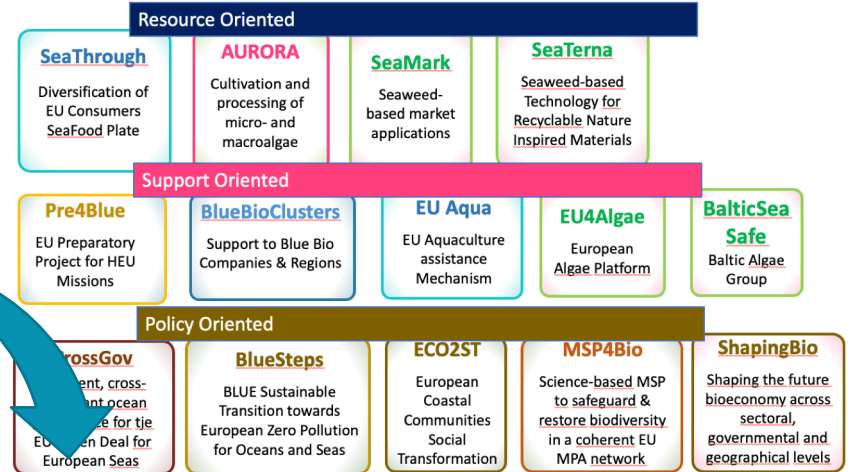 Resource Oriented
SeaThrough
Diversification of
EU Consumers
SeaFood Plate
AURORA
Cultivation and
processing of
micro- and
macroalgae
SeaMark
Seaweed-
based market
applications
SeaTerna
Seaweed-based
Technology for
Recyclable Nature
Inspired Materials
Support Oriented
Pre4Blue
EU Preparatory
Project for HEU
Missions
BlueBioClusters
Support to Blue Bio
Companies & Regions
EU Aqua
EU Aquaculture
assistance
Mechanism
EU4Algae
European
Algae Platform
BalticSea
Safe
Baltic Algae
Group
Policy Oriented
CrossGov
cross-
ocean
for tje
EU Deal for
European Seas
BlueSteps
BLUE Sustainable
Transition towards
European Zero Pollution
for Oceans and Seas
ECO2ST
European
Coastal
Communities
Social
Transformation
MSP4Bio
Science-based MSP
to safeguard &
restore biodiversity
in a coherent EU
MPA network
ShapingBio
Shaping the future
bioeconomy across
sectoral,
governmental and
geographical levels